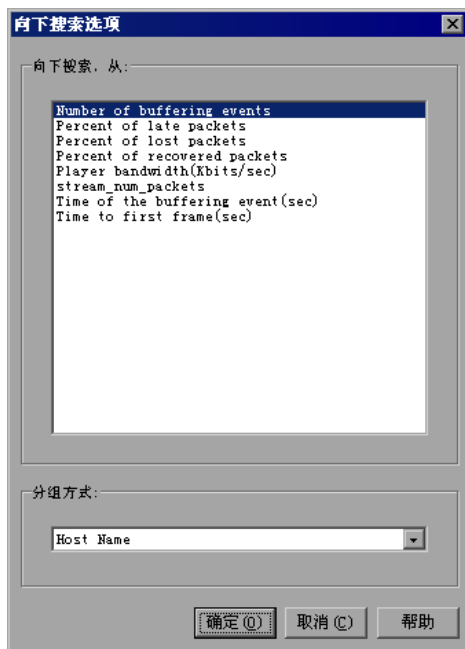 向下搜索选项
向下搜索，从:
Number of buffering events
Percent of late packets
Percent of lost packets
Percent of recovered packets
Player bandwidth(Kbits/sec)
stream_num_packets
Time of the buffering event(sec)
Time to first frame(sec)
分组方式:
Host Name
确定(O) 取消(C) 帮助